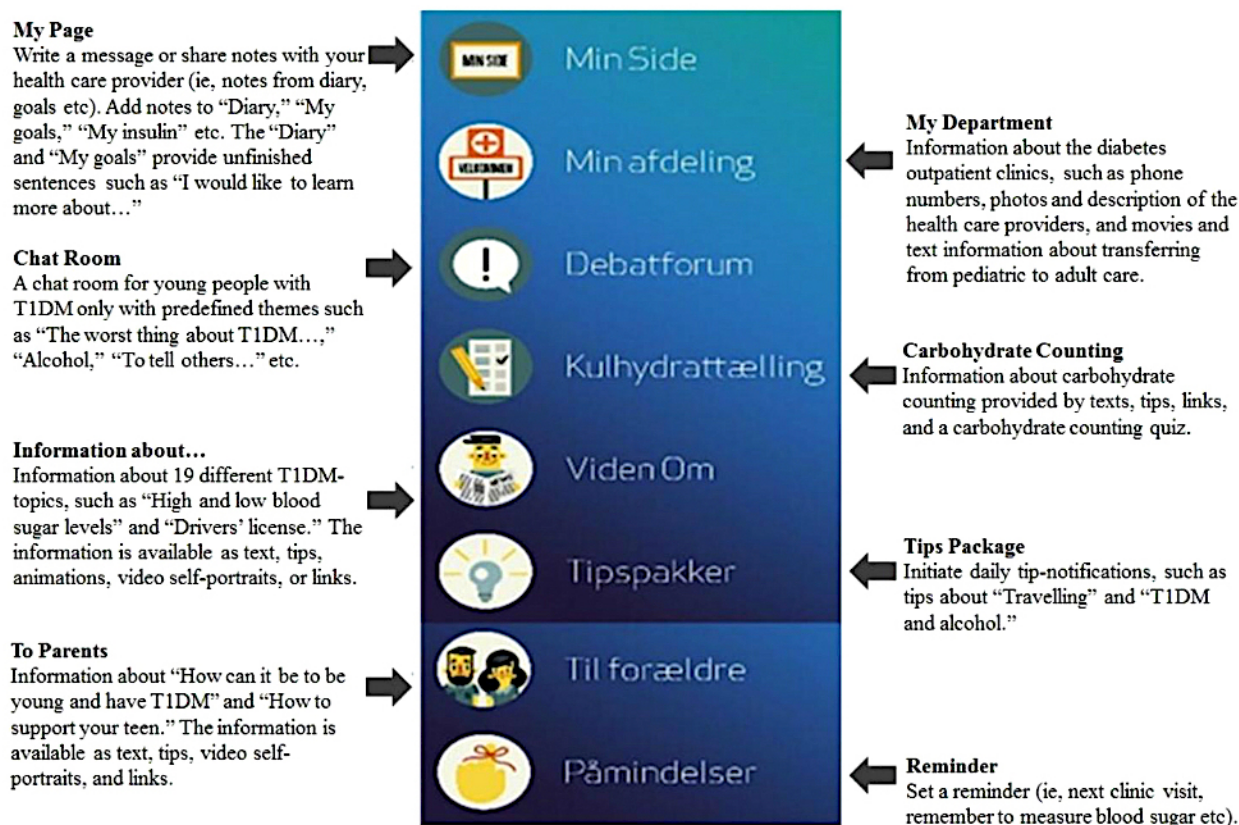 My Page
Write a message or share notes with your
health care provider (ie, notes from diary,
goals etc). Add notes to “Diary,” “My
goals,” “My insulin” etc. The “Diary”
and “My goals” provide unfinished
sentences such as “I would like to learn
more about…”
Chat Room
A chat room for young people with
T1DM only with predefined themes such
as “The worst thing about T1DM…,”
“Alcohol,” “To tell others…” etc.
Information about…
Information about 19 different T1DM-
topics, such as “High and low blood
sugar levels” and “Drivers’ license.” The
information is available as text, tips,
animations, video self-portraits, or links.
To Parents
Information about “How can it be to be
young and have T1DM” and “How to
support your teen.” The information is
available as text, tips, video self-
portraits, and links.
MIN SIDE
Min Side
VELKOMMEN
Min afdeling
!
Debatforum
Kulhydrattælling
Viden Om
Tipspakker
Til forældre
Påmindelser
My Department
Information about the diabetes
outpatient clinics, such as phone
numbers, photos and description of the
health care providers, and movies and
text information about transferring
from pediatric to adult care.
Carbohydrate Counting
Information about carbohydrate
counting provided by texts, tips, links,
and a carbohydrate counting quiz.
Tips Package
Initiate daily tip-notifications, such as
tips about “Travelling” and “T1DM
and alcohol.”
Reminder
Set a reminder (ie, next clinic visit,
remember to measure blood sugar etc).